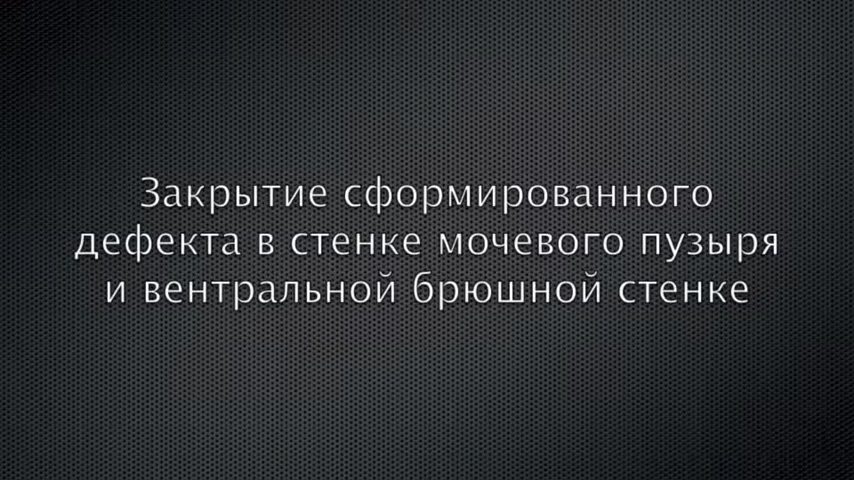 Закрытие сформированного
дефекта в стенке мочевого пузыря
и вентральной брюшной стенке